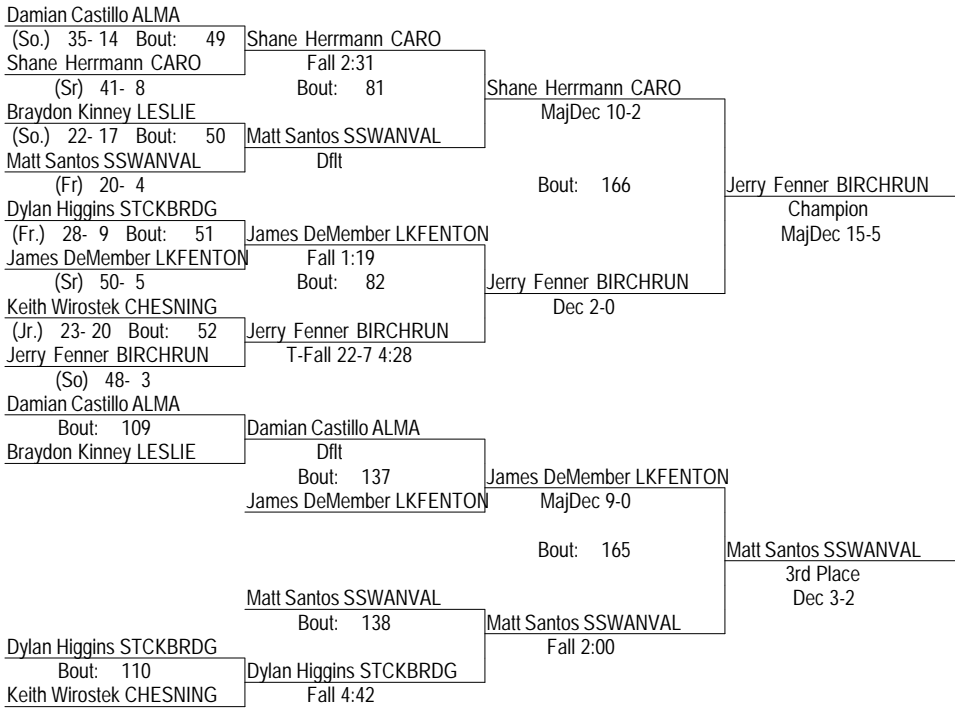 Damian Castillo ALMA
(So.) 35- 14 Bout: 49 Shane Herrmann CARO
Shane Herrmann CARO Fall 2:31
(Sr) 41- 8 Bout: 81 Shane Herrmann CARO
Braydon Kinney LESLIE MajDec 10-2
(So.) 22- 17 Bout: 50 Matt Santos SSWANVAL
Matt Santos SSWANVAL Dflt
(Fr) 20- 4 Bout: 166 Jerry Fenner BIRCHRUN
Dylan Higgins STCKBRDG Champion
(Fr.) 28- 9 Bout: 51 James DeMember LKFENTON MajDec 15-5
James DeMember LKFENTON Fall 1:19
(Sr) 50- 5 Bout: 82 Jerry Fenner BIRCHRUN
Keith Wirostek CHESNING Dec 2-0
(Jr.) 23- 20 Bout: 52 Jerry Fenner BIRCHRUN
Jerry Fenner BIRCHRUN T-Fall 22-7 4:28
(So) 48- 3
Damian Castillo ALMA
Bout: 109 Damian Castillo ALMA
Braydon Kinney LESLIE Dflt
Bout: 137 James DeMember LKFENTON
James DeMember LKFENTON MajDec 9-0
Bout: 165 Matt Santos SSWANVAL
3rd Place
Matt Santos SSWANVAL Dec 3-2
Bout: 138 Matt Santos SSWANVAL
Dylan Higgins STCKBRDG Fall 2:00
Bout: 110 Dylan Higgins STCKBRDG
Keith Wirostek CHESNING Fall 4:42